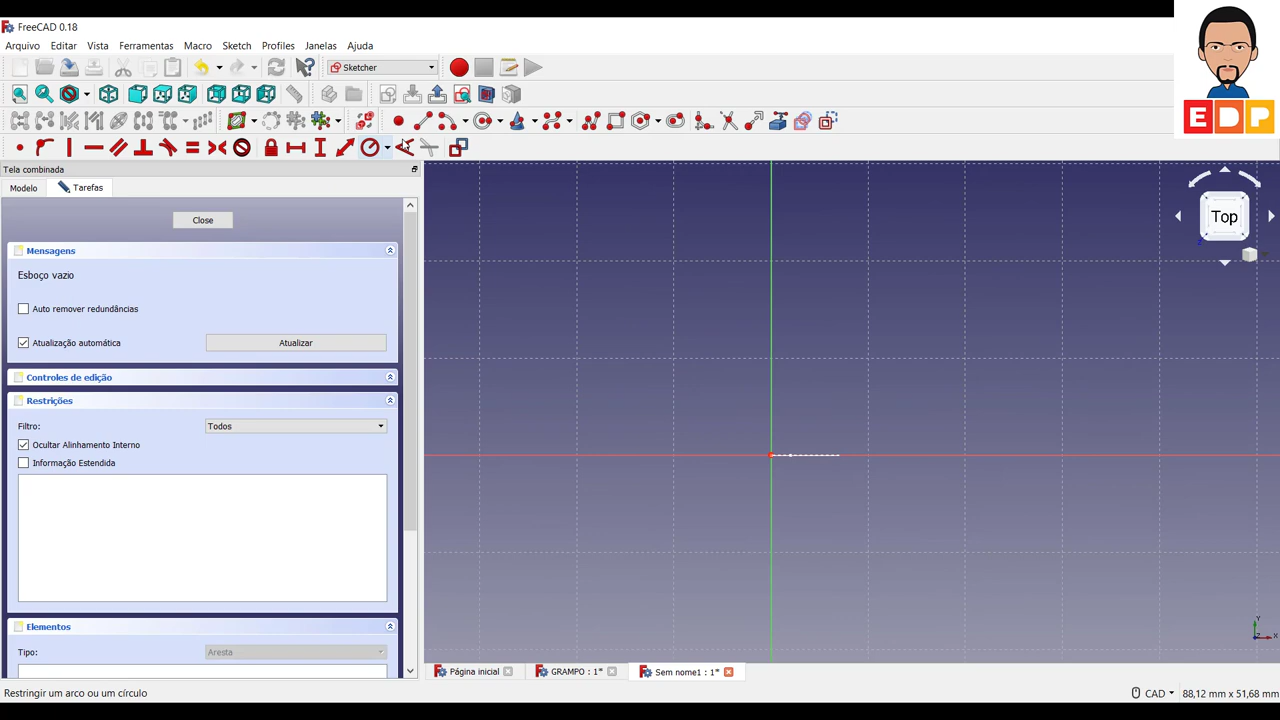 FreeCAD 0.18
Arquivo Editar Vista Ferramentas Macro Sketch Profiles Janelas Ajuda
Sketcher
EDP
Tela combinada
Modelo Tarefas
Close
Mensagens
Esboço vazio
Auto remover redundâncias
Atualização automática Atualizar
Controles de edição
Restrições
Filtro: Todos
Ocultar Alinhamento Interno
Informação Estendida
Elementos
Tipo: Aresta
Top
Z
Y
X
Z
Página inicial GRAMPO : 1* Sem nome1 : 1*
Restringir um arco ou um círculo CAD 88,12 mm x 51,68 mm